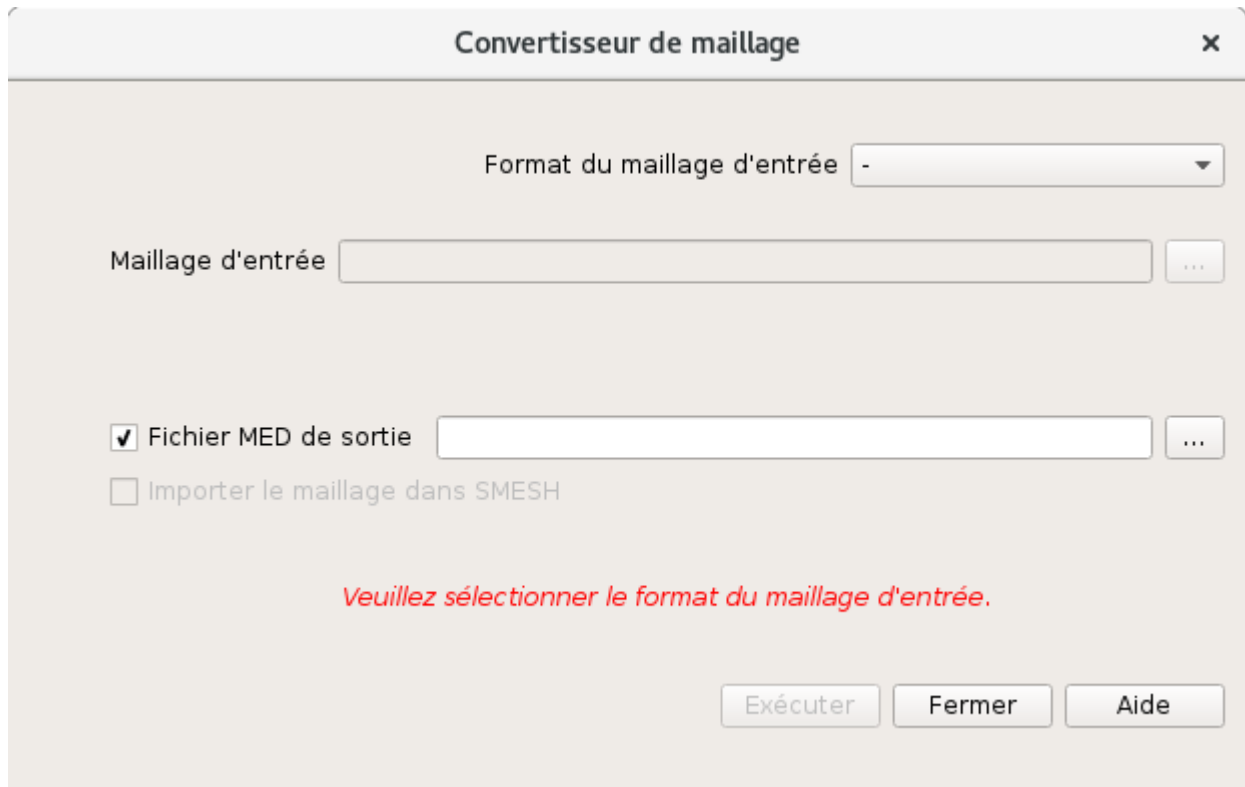 Convertisseur de maillage ×
Format du maillage d'entrée -
Maillage d'entrée ...
Fichier MED de sortie ...
Importer le maillage dans SMESH
Veuillez sélectionner le format du maillage d'entrée.
Exécuter Fermer Aide